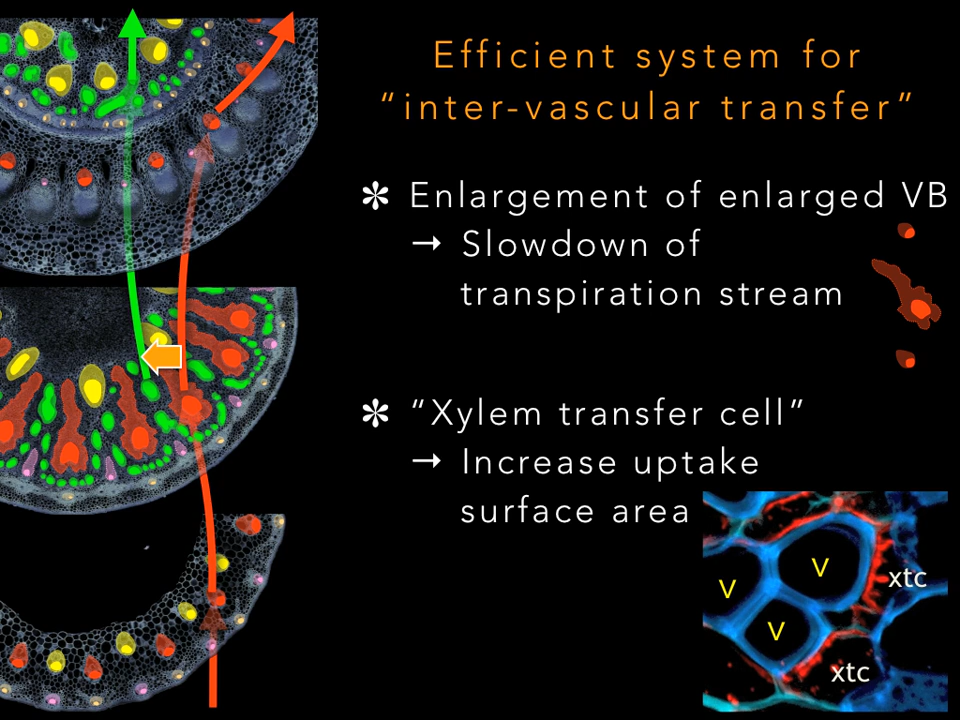 Efficient system for
“inter-vascular transfer”
✻ Enlargement of enlarged VB
→ Slowdown of
transpiration stream
✻ “Xylem transfer cell”
→ Increase uptake
surface area
V
xtc
V
V
xtc